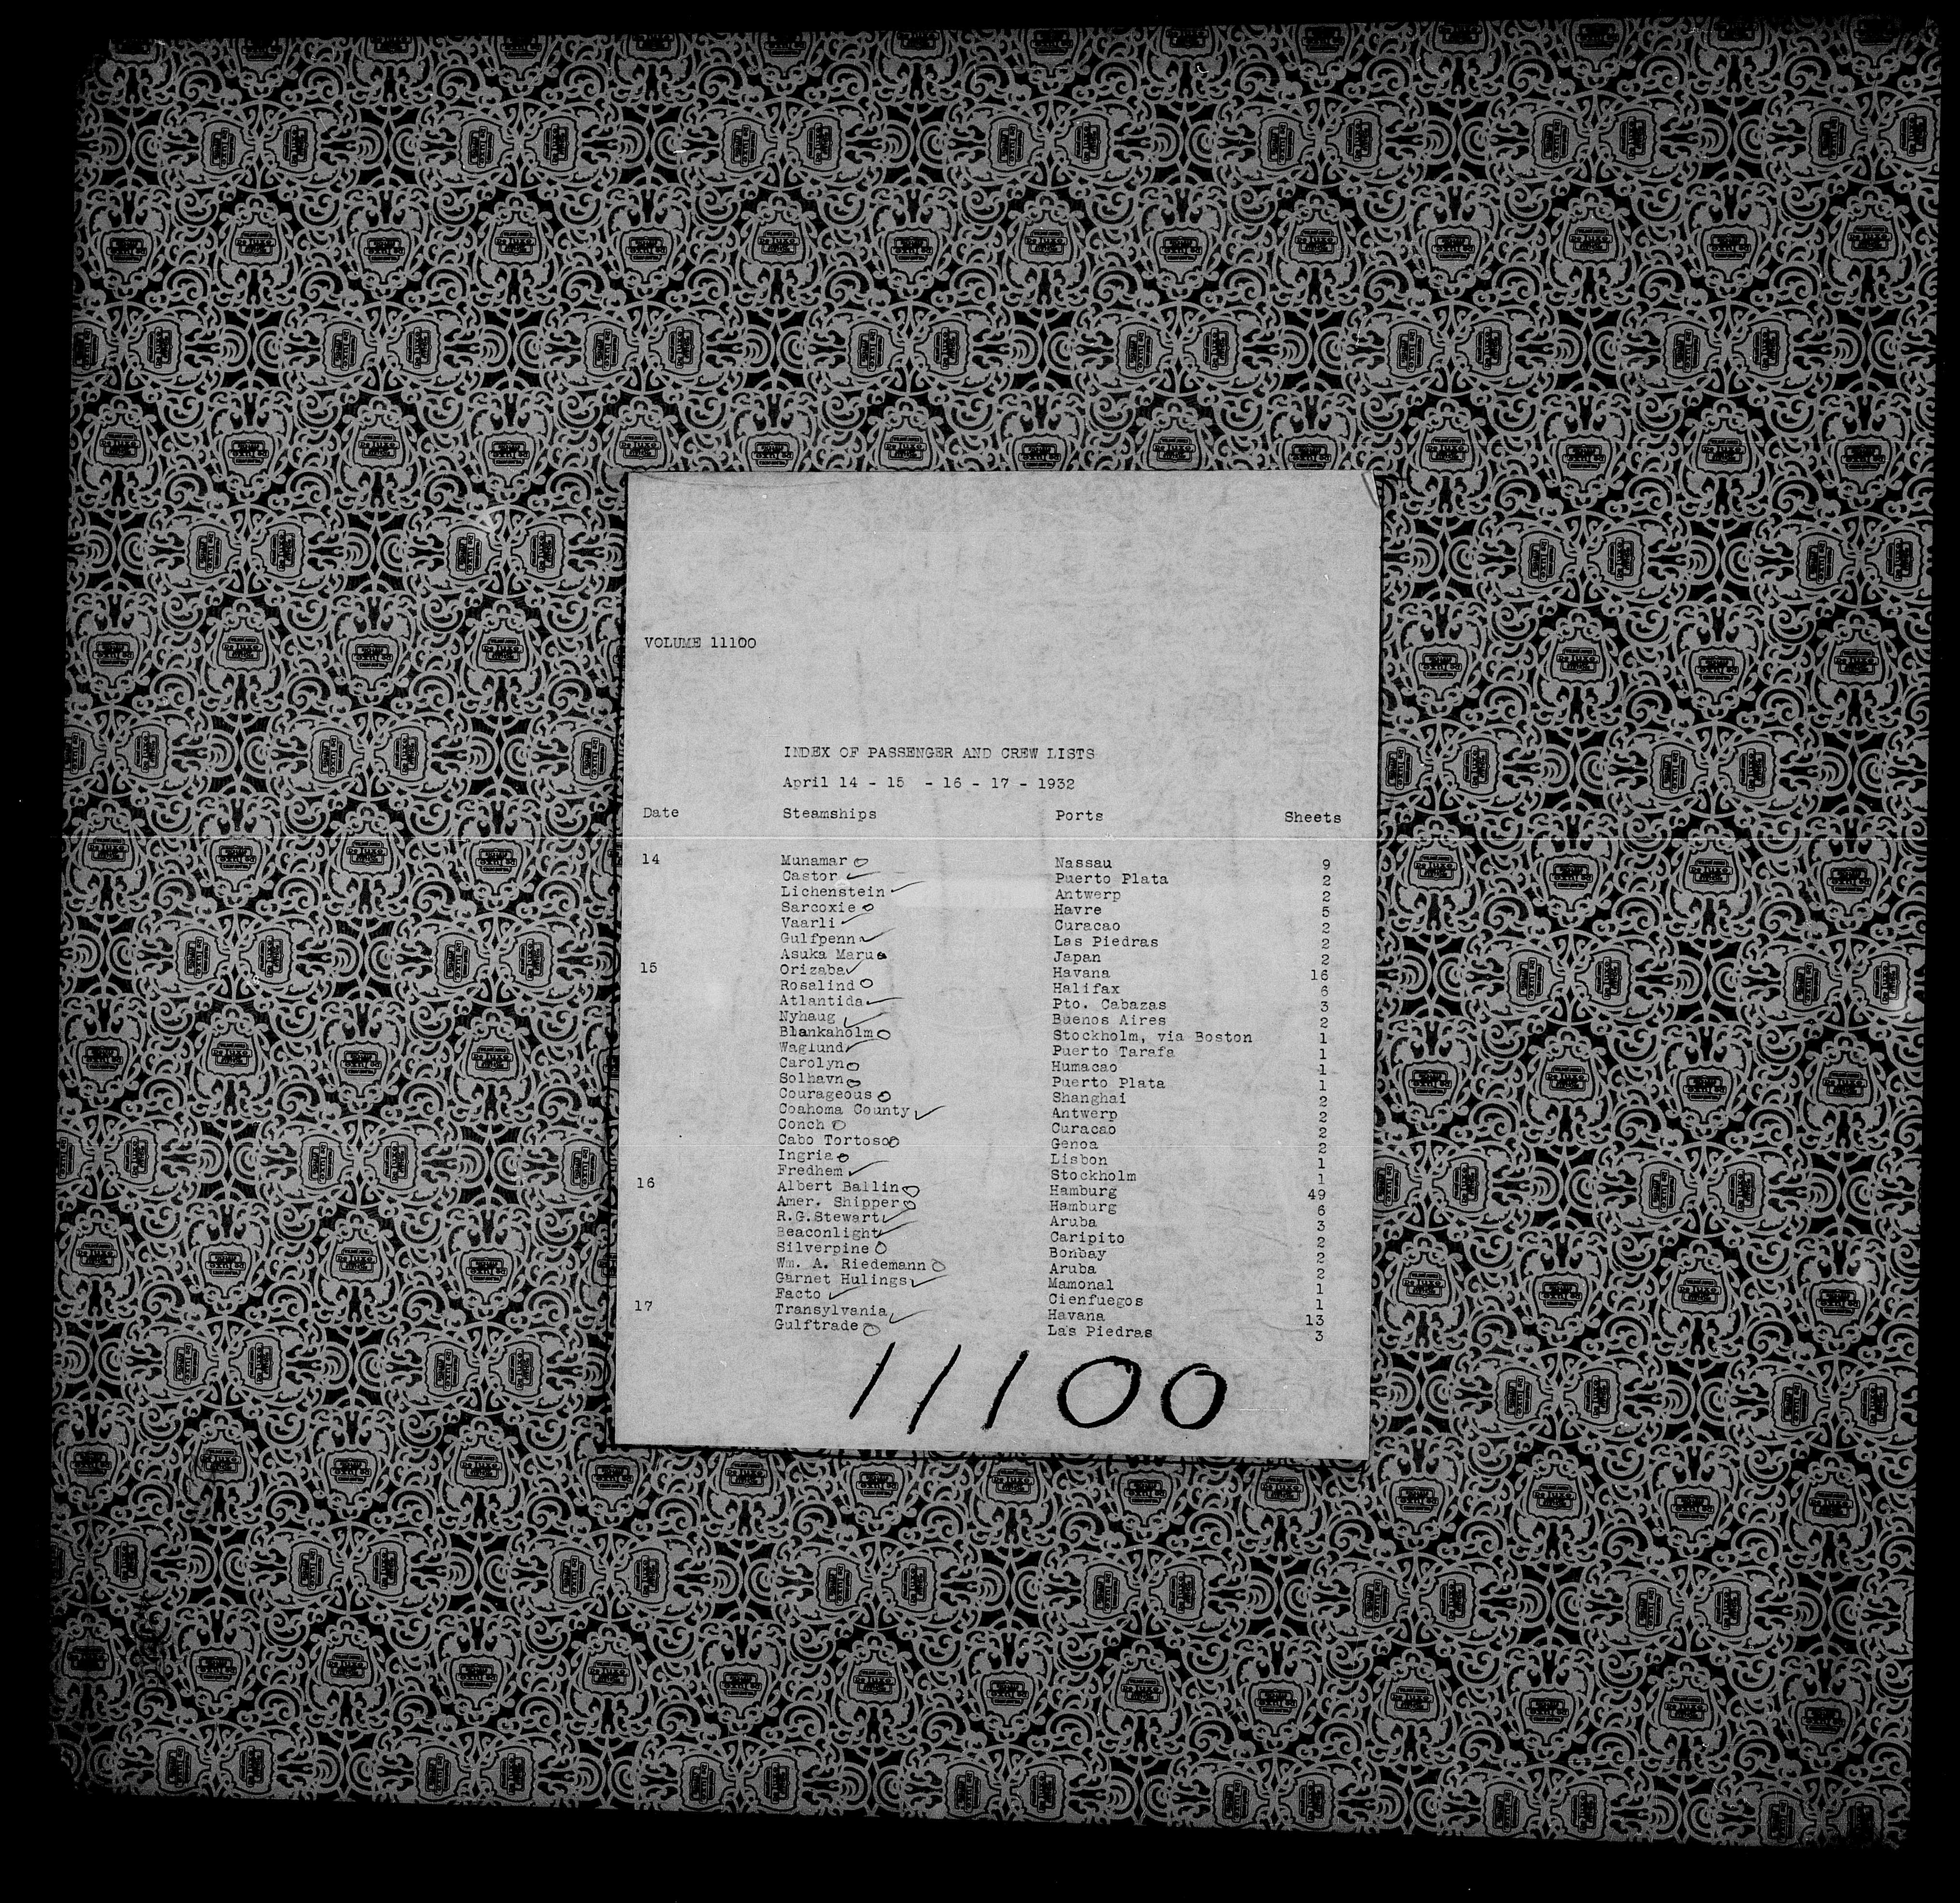 VOLUME 11100
INDEX OF PASSENGER AND CREW LISTS
April 14 - 15 - 16 - 17 - 1932
Date Steamships Ports Sheets
14 Munamar Nassau 9
Castor Puerto Plata 2
Lichenstein Antwerp 2
Sarcoxie Havre 5
Vaarli Curacao 2
Gulfpenn Las Piedras 2
Asuka Maru Japan 2
15 Orizaba Havana 16
Rosalind Halifax 6
Atlantida Pto. Cabazas 3
Nyhaug Buenos Aires 2
Blankaholm Stockholm, via Boston 1
Waglund Puerto Tarafa 1
Carolyn Humacao 1
Solhavn Puerto Plata 1
Courageous Shanghai 2
Coahoma County Antwerp 2
Conch Curacao 2
Cabo Tortoso Genoa 2
Ingria Lisbon 1
Fredhem Stockholm 1
16 Albert Ballin Hamburg 49
Amer. Shipper Hamburg 6
R.G.Stewart Aruba 3
Beaconlight Caripito 2
Silverpine Bonbay 2
Wm. A. Riedemann Aruba 2
Garnet Hulings Mamonal 1
Facto Cienfuegos 1
17 Transylvania Havana 13
Gulftrade Las Piedras 3
11100